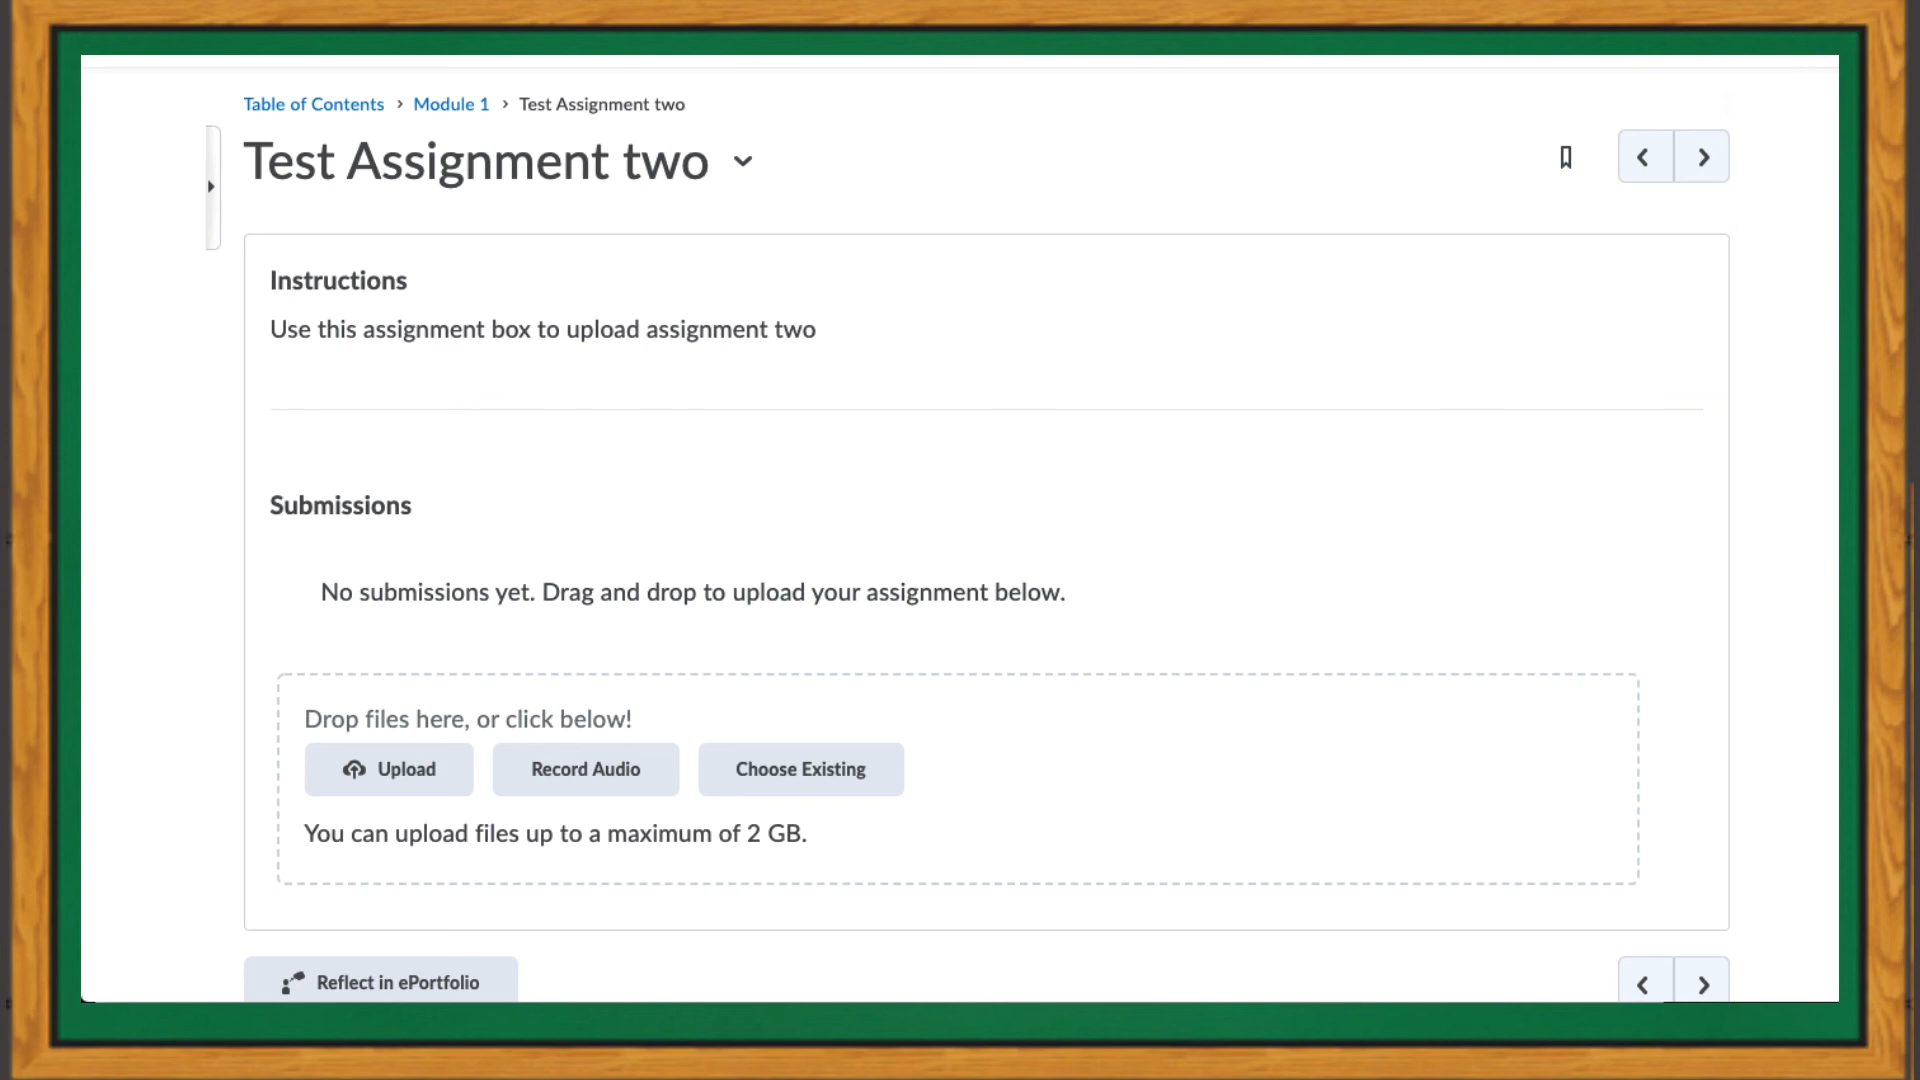 Table of Contents › Module 1 › Test Assignment two
Test Assignment two
Instructions
Use this assignment box to upload assignment two
Submissions
No submissions yet. Drag and drop to upload your assignment below.
Drop files here, or click below!
Upload Record Audio Choose Existing
You can upload files up to a maximum of 2 GB.
Reflect in ePortfolio